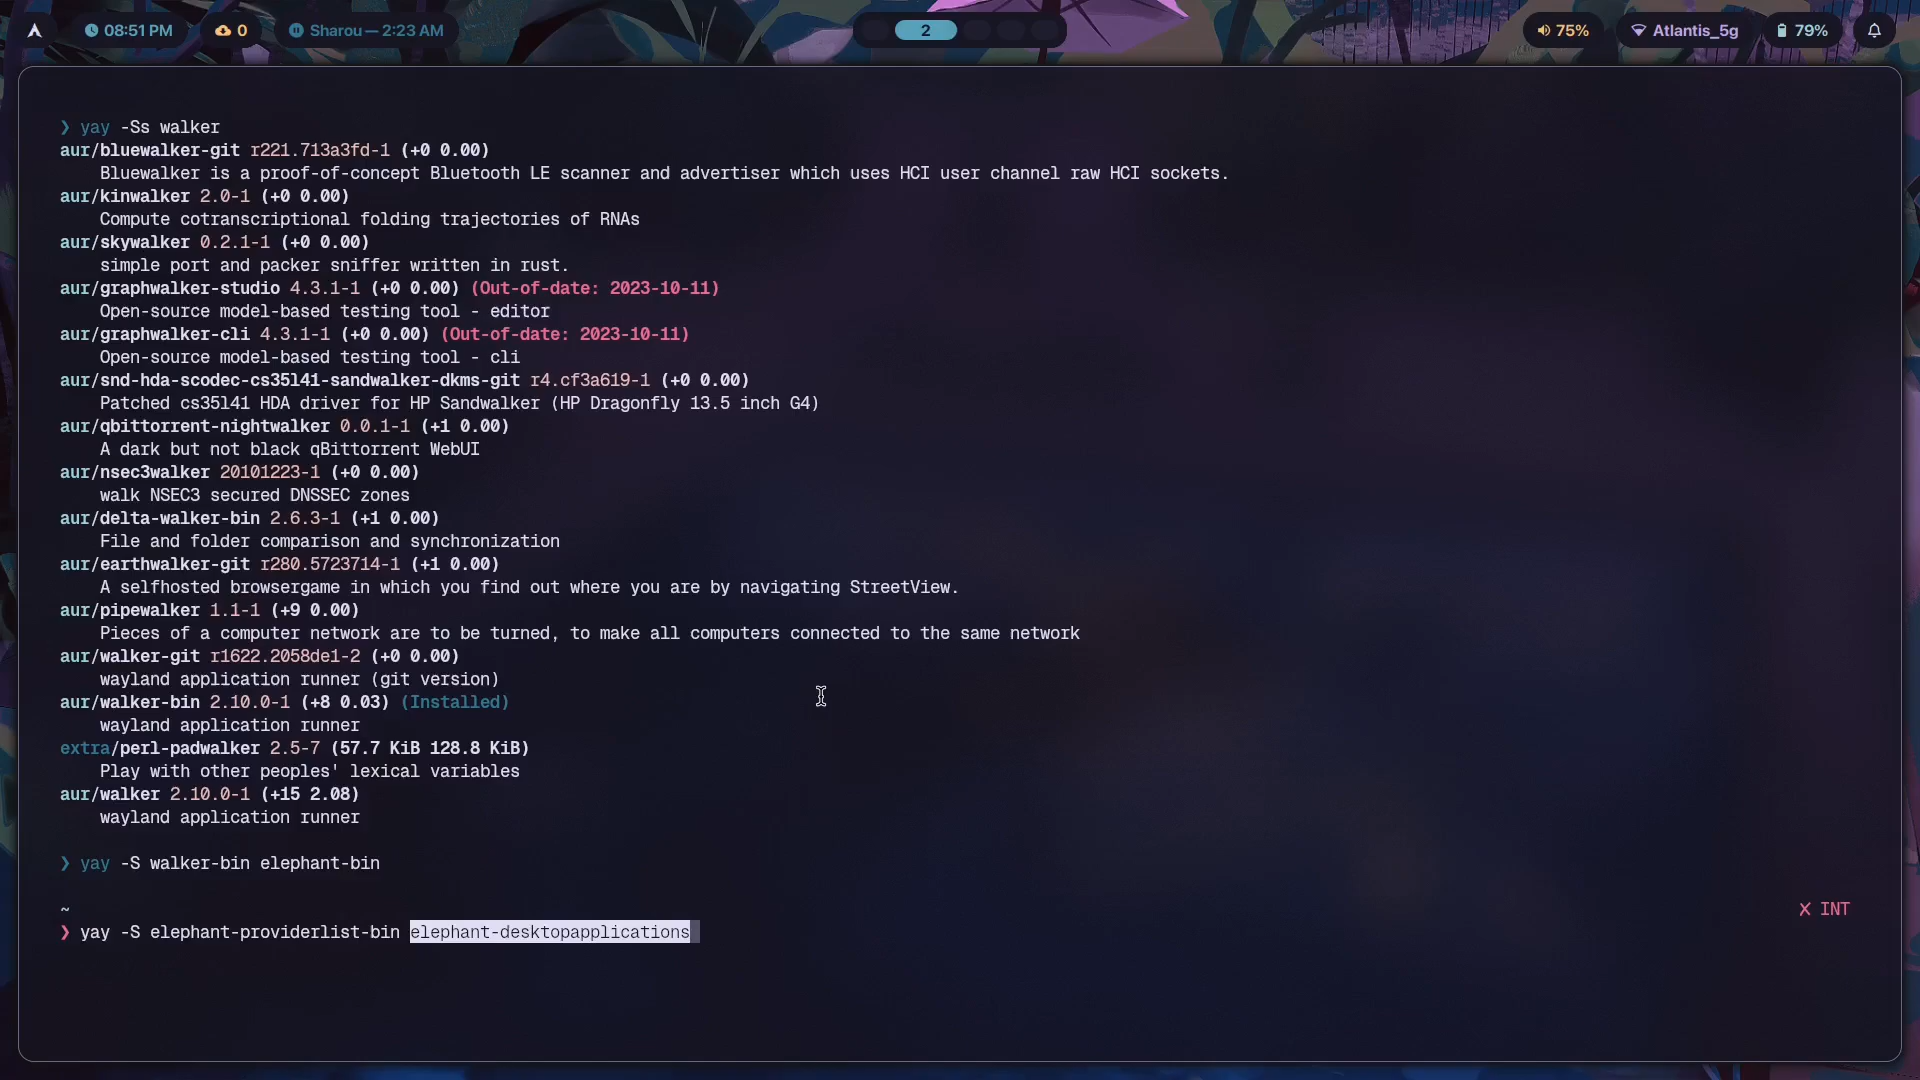 08:51 PM 0 Sharou — 2:23 AM 2 75% Atlantis_5g 79%
❯ yay -Ss walker
aur/bluewalker-git r221.713a3fd-1 (+0 0.00)
Bluewalker is a proof-of-concept Bluetooth LE scanner and advertiser which uses HCI user channel raw HCI sockets.
aur/kinwalker 2.0-1 (+0 0.00)
Compute cotranscriptional folding trajectories of RNAs
aur/skywalker 0.2.1-1 (+0 0.00)
simple port and packer sniffer written in rust.
aur/graphwalker-studio 4.3.1-1 (+0 0.00) (Out-of-date: 2023-10-11)
Open-source model-based testing tool - editor
aur/graphwalker-cli 4.3.1-1 (+0 0.00) (Out-of-date: 2023-10-11)
Open-source model-based testing tool - cli
aur/snd-hda-scodec-cs35l41-sandwalker-dkms-git r4.cf3a619-1 (+0 0.00)
Patched cs35l41 HDA driver for HP Sandwalker (HP Dragonfly 13.5 inch G4)
aur/qbittorrent-nightwalker 0.0.1-1 (+1 0.00)
A dark but not black qBittorrent WebUI
aur/nsec3walker 20101223-1 (+0 0.00)
walk NSEC3 secured DNSSEC zones
aur/delta-walker-bin 2.6.3-1 (+1 0.00)
File and folder comparison and synchronization
aur/earthwalker-git r280.5723714-1 (+1 0.00)
A selfhosted browsergame in which you find out where you are by navigating StreetView.
aur/pipewalker 1.1-1 (+9 0.00)
Pieces of a computer network are to be turned, to make all computers connected to the same network
aur/walker-git r1622.2058de1-2 (+0 0.00)
wayland application runner (git version)
aur/walker-bin 2.10.0-1 (+8 0.03) (Installed)
wayland application runner
extra/perl-padwalker 2.5-7 (57.7 KiB 128.8 KiB)
Play with other peoples' lexical variables
aur/walker 2.10.0-1 (+15 2.08)
wayland application runner
❯ yay -S walker-bin elephant-bin
~ ✗ INT
❯ yay -S elephant-providerlist-bin elephant-desktopapplications